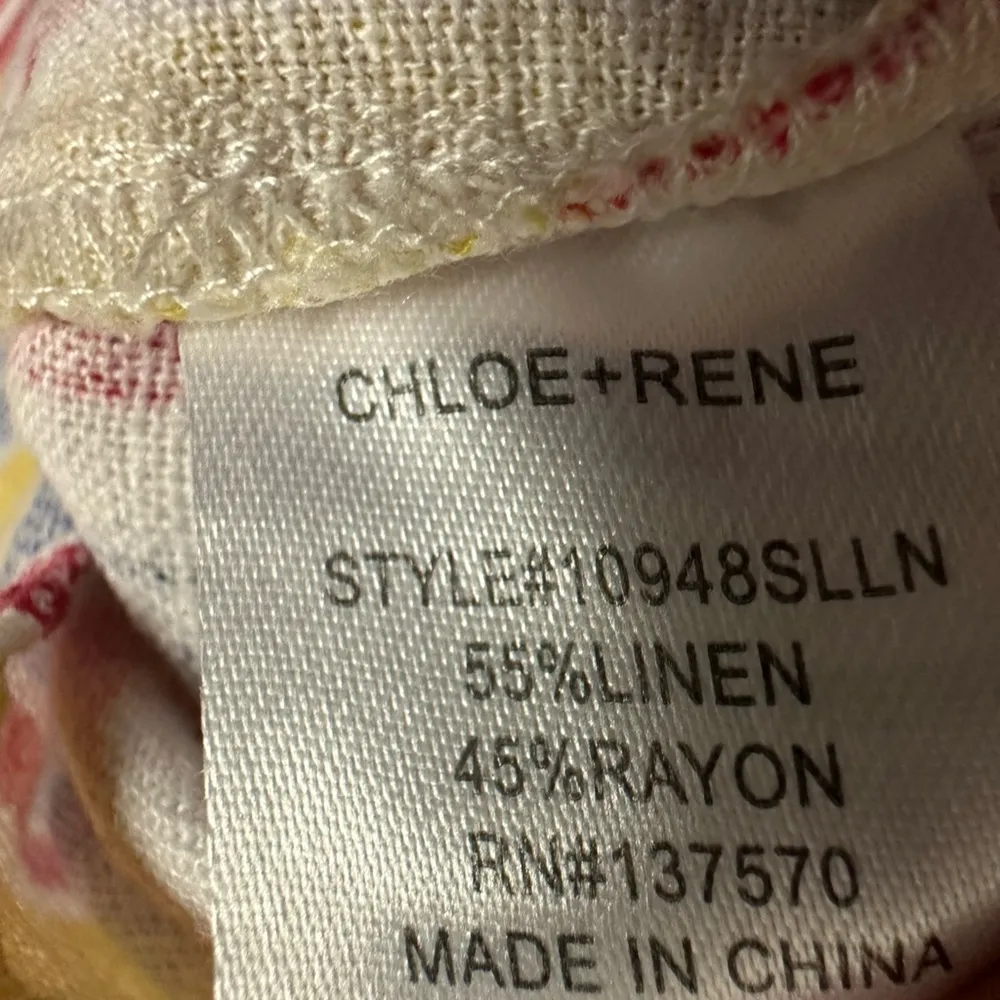 CHLOE+RENE
STYLE#10948SLLN
55%LINEN
45%RAYON
RN#137570
MADE IN CHINA